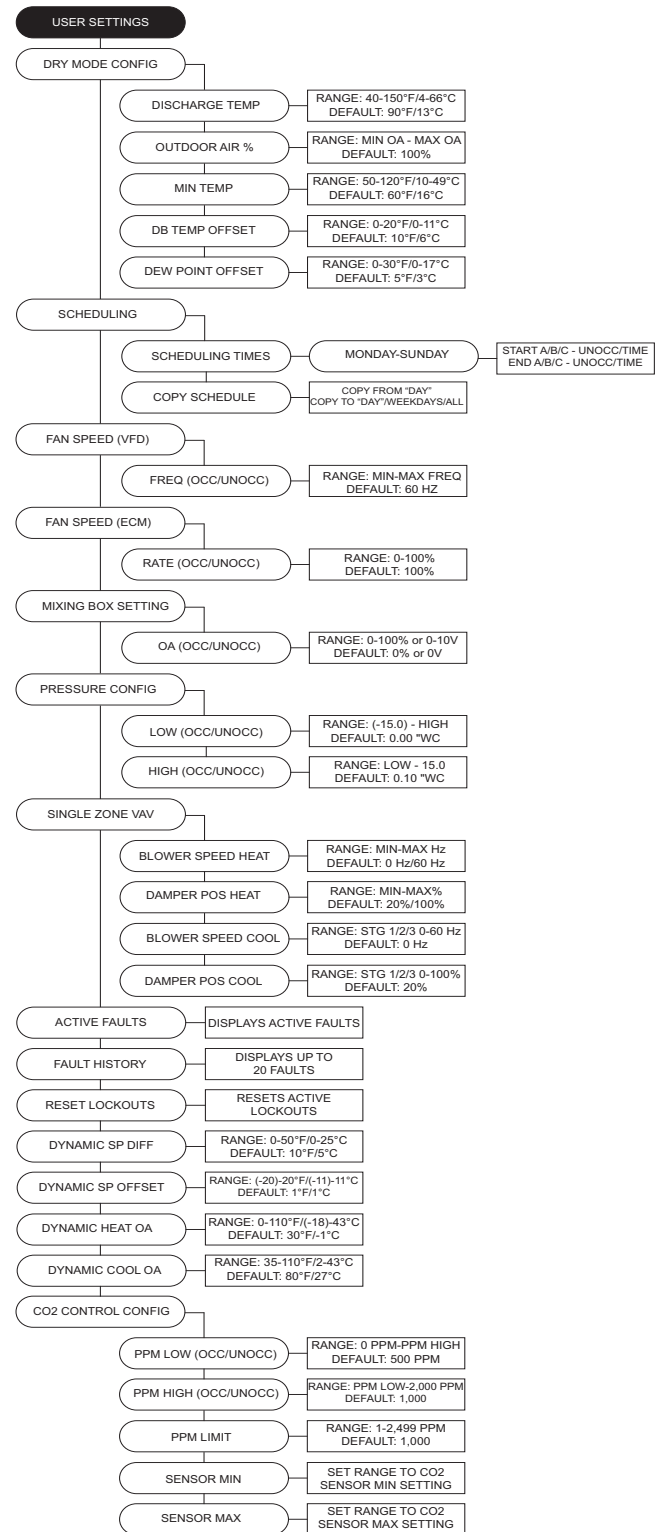 USER SETTINGS
DRY MODE CONFIG
DISCHARGE TEMP
RANGE: 40-150°F/4-66°C
DEFAULT: 90°F/13°C
OUTDOOR AIR %
RANGE: MIN OA - MAX OA
DEFAULT: 100%
MIN TEMP
RANGE: 50-120°F/10-49°C
DEFAULT: 60°F/16°C
DB TEMP OFFSET
RANGE: 0-20°F/0-11°C
DEFAULT: 10°F/6°C
DEW POINT OFFSET
RANGE: 0-30°F/0-17°C
DEFAULT: 5°F/3°C
SCHEDULING
SCHEDULING TIMES
MONDAY-SUNDAY
START A/B/C - UNOCC/TIME
END A/B/C - UNOCC/TIME
COPY SCHEDULE
COPY FROM “DAY”
COPY TO “DAY”/WEEKDAYS/ALL
FAN SPEED (VFD)
FREQ (OCC/UNOCC)
RANGE: MIN-MAX FREQ
DEFAULT: 60 HZ
FAN SPEED (ECM)
RATE (OCC/UNOCC)
RANGE: 0-100%
DEFAULT: 100%
MIXING BOX SETTING
OA (OCC/UNOCC)
RANGE: 0-100% or 0-10V
DEFAULT: 0% or 0V
PRESSURE CONFIG
LOW (OCC/UNOCC)
RANGE: (-15.0) - HIGH
DEFAULT: 0.00 "WC
HIGH (OCC/UNOCC)
RANGE: LOW - 15.0
DEFAULT: 0.10 "WC
SINGLE ZONE VAV
BLOWER SPEED HEAT
RANGE: MIN-MAX Hz
DEFAULT: 0 Hz/60 Hz
DAMPER POS HEAT
RANGE: MIN-MAX%
DEFAULT: 20%/100%
BLOWER SPEED COOL
RANGE: STG 1/2/3 0-60 Hz
DEFAULT: 0 Hz
DAMPER POS COOL
RANGE: STG 1/2/3 0-100%
DEFAULT: 20%
ACTIVE FAULTS
DISPLAYS ACTIVE FAULTS
FAULT HISTORY
DISPLAYS UP TO
20 FAULTS
RESET LOCKOUTS
RESETS ACTIVE
LOCKOUTS
DYNAMIC SP DIFF
RANGE: 0-50°F/0-25°C
DEFAULT: 10°F/5°C
DYNAMIC SP OFFSET
RANGE: (-20)-20°F/(-11)-11°C
DEFAULT: 1°F/1°C
DYNAMIC HEAT OA
RANGE: 0-110°F/(-18)-43°C
DEFAULT: 30°F/-1°C
DYNAMIC COOL OA
RANGE: 35-110°F/2-43°C
DEFAULT: 80°F/27°C
CO2 CONTROL CONFIG
PPM LOW (OCC/UNOCC)
RANGE: 0 PPM-PPM HIGH
DEFAULT: 500 PPM
PPM HIGH (OCC/UNOCC)
RANGE: PPM LOW-2,000 PPM
DEFAULT: 1,000
PPM LIMIT
RANGE: 1-2,499 PPM
DEFAULT: 1,000
SENSOR MIN
SET RANGE TO CO2
SENSOR MIN SETTING
SENSOR MAX
SET RANGE TO CO2
SENSOR MAX SETTING